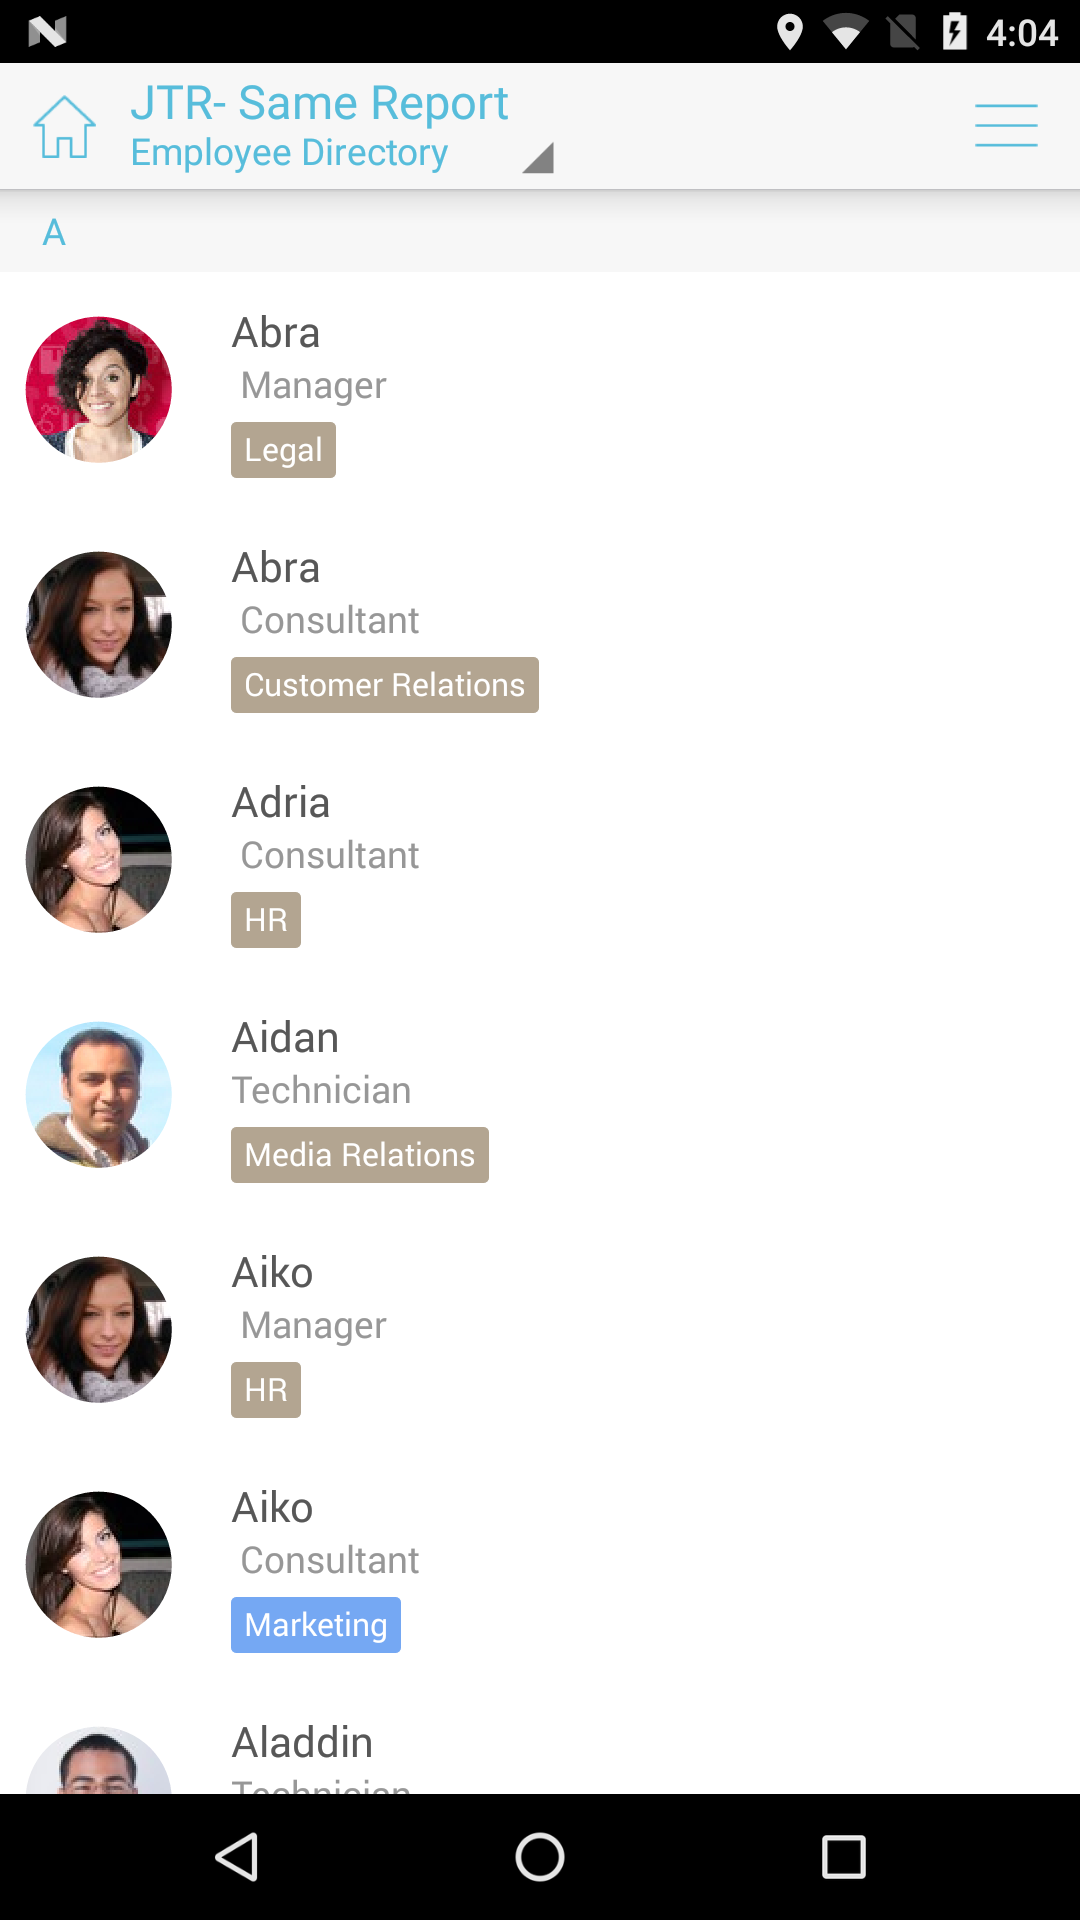 4:04
JTR- Same Report
Employee Directory
A
Abra
Manager
Legal
Abra
Consultant
Customer Relations
Adria
Consultant
HR
Aidan
Technician
Media Relations
Aiko
Manager
HR
Aiko
Consultant
Marketing
Aladdin
Technician